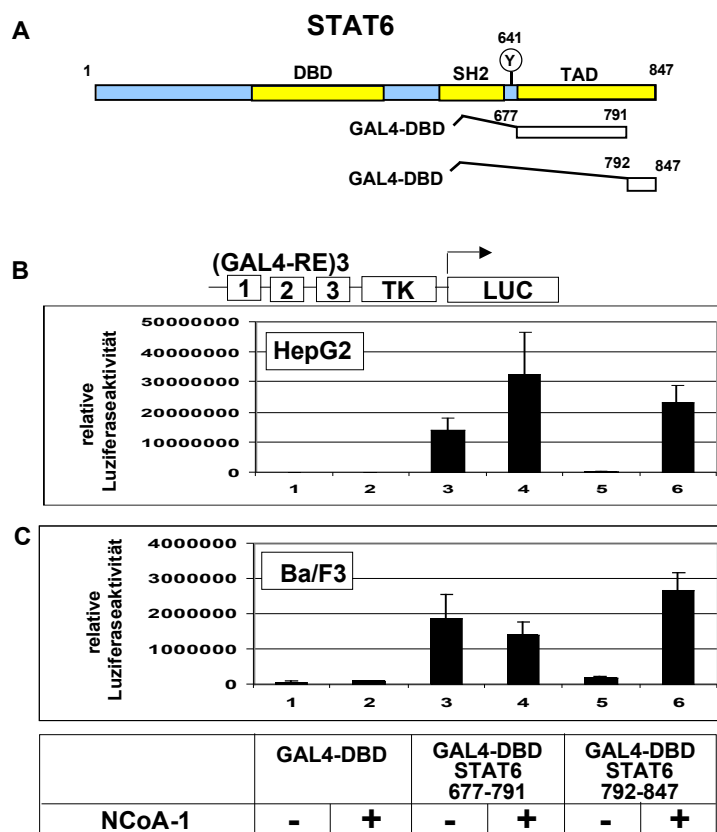 A
STAT6
641
Y
1
DBD
SH2
TAD
847
GAL4-DBD
677
791
GAL4-DBD
792
847
B
(GAL4-RE)3
1 2 3 TK LUC
relative
Luziferaseaktivität
50000000
40000000
30000000
20000000
10000000
0
HepG2
1 2 3 4 5 6
C
relative
Luziferaseaktivität
4000000
3000000
2000000
1000000
0
Ba/F3
1 2 3 4 5 6
GAL4-DBD
GAL4-DBD
STAT6
677-791
GAL4-DBD
STAT6
792-847
NCoA-1 - + - + - +